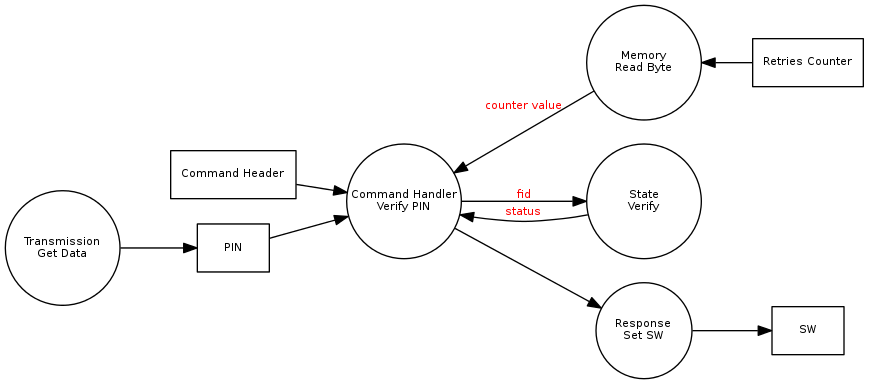 Memory
Read Byte
Retries Counter
counter value
Command Header
Command Handler
Verify PIN
fid
status
State
Verify
Transmission
Get Data
PIN
Response
Set SW
SW